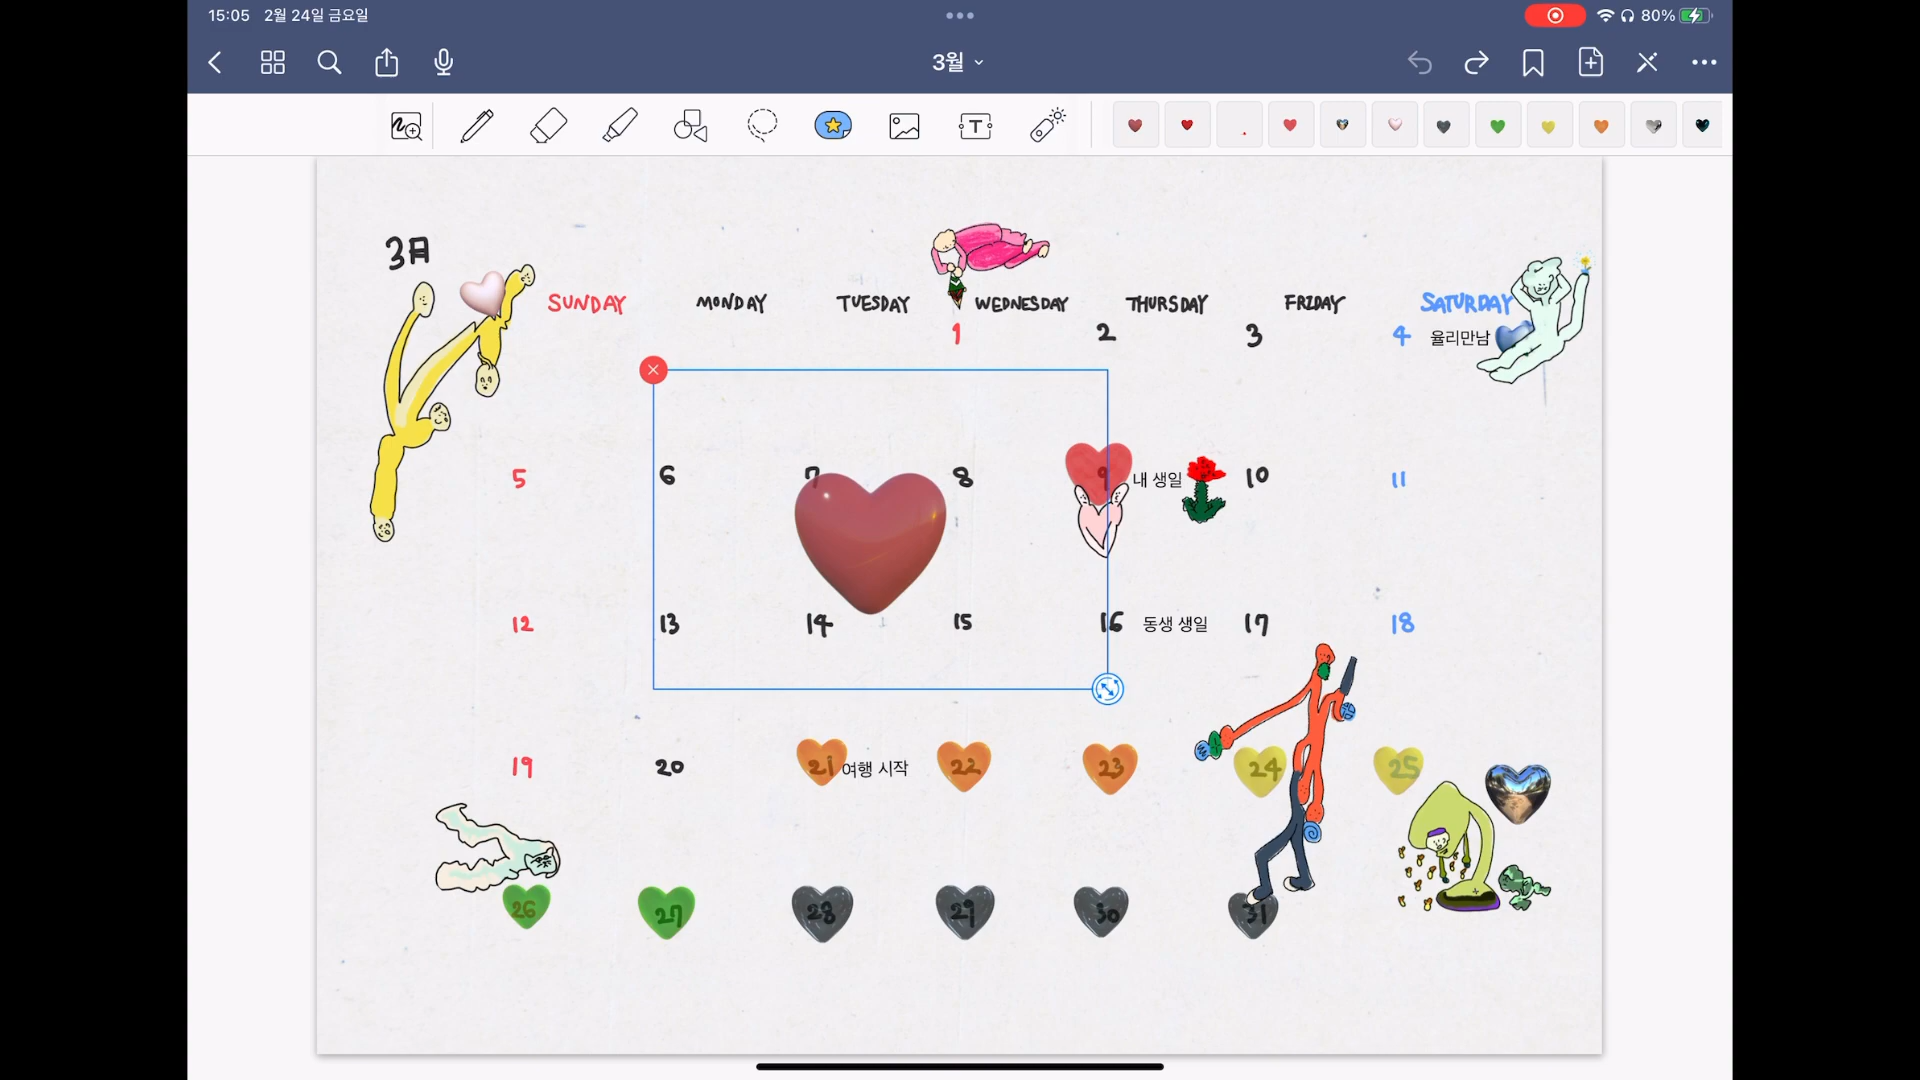 15:05 2월 24일 금요일
80%
3월
T
3月
SUNDAY MONDAY TUESDAY WEDNESDAY THURSDAY FRIDAY SATURDAY
1 2 3 4 율리만남
5 6 7 8 9 내 생일 10 11
12 13 14 15 16 동생 생일 17 18
19 20 21 여행 시작 22 23 24 25
26 27 28 29 30 31